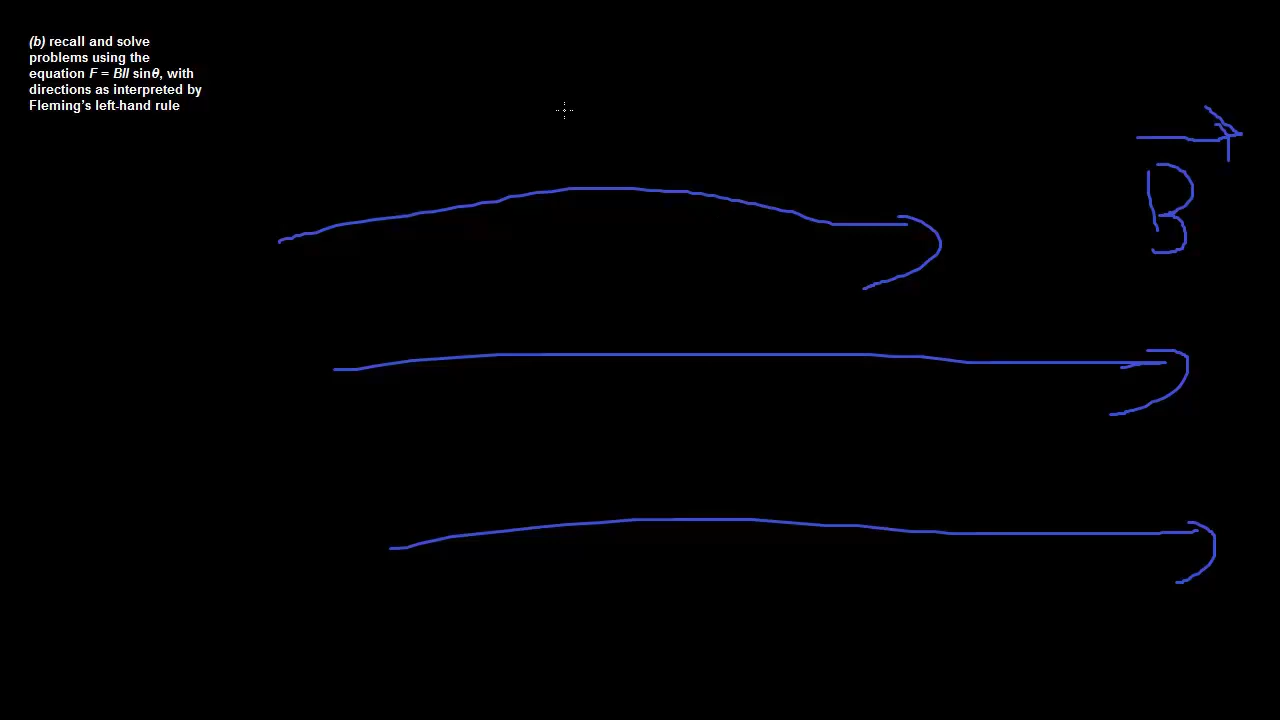 (b) recall and solve
problems using the
equation F = BIl sinθ, with
directions as interpreted by
Fleming's left-hand rule
B